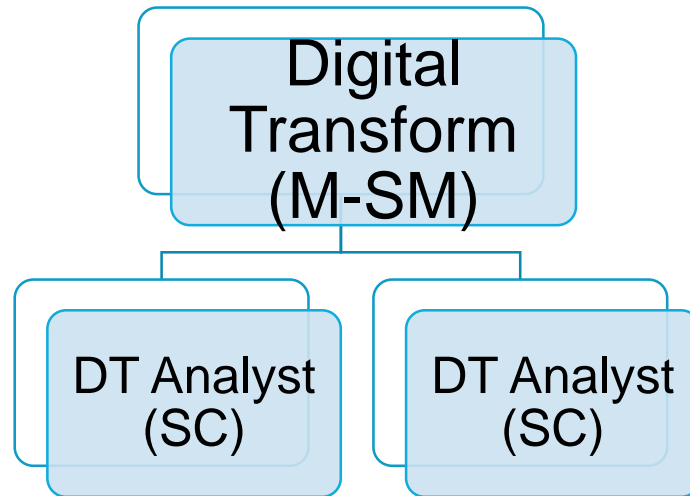 Digital
Transform
(M-SM)
DT Analyst
(SC)
DT Analyst
(SC)